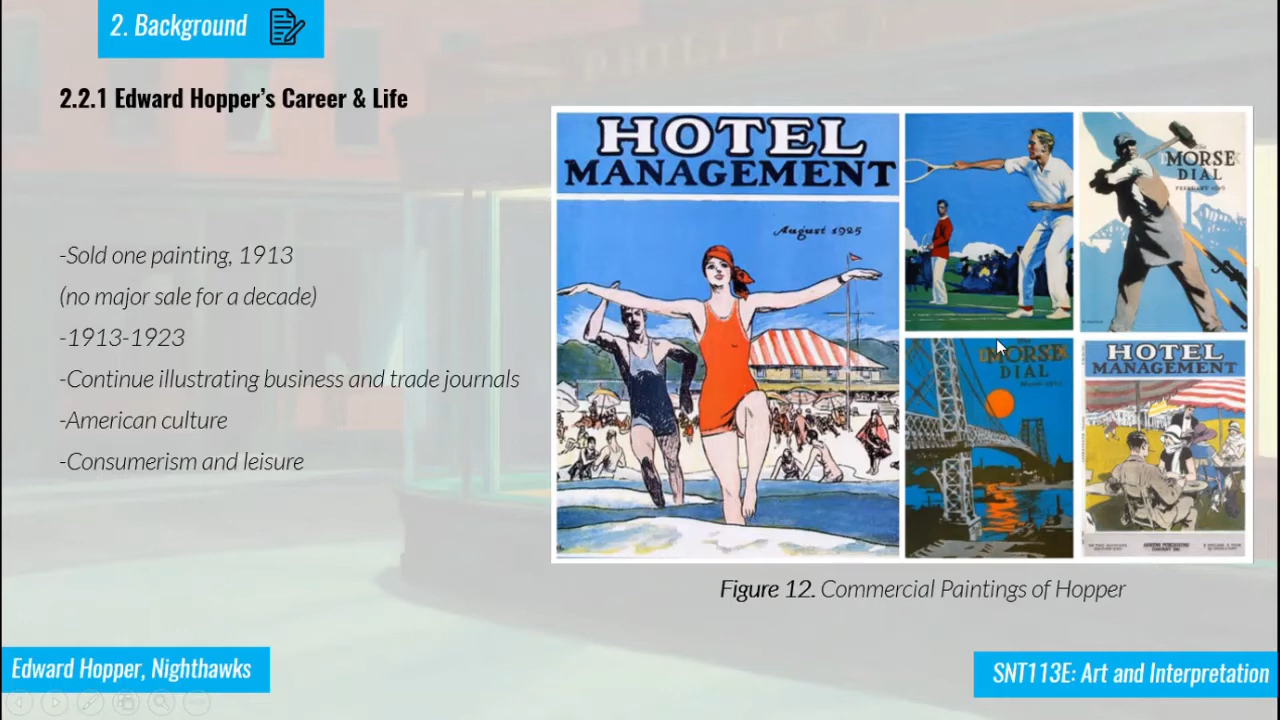 2. Background
2.2.1 Edward Hopper's Career & Life
-Sold one painting, 1913
(no major sale for a decade)
-1913-1923
-Continue illustrating business and trade journals
-American culture
-Consumerism and leisure
HOTEL
MANAGEMENT
August 1925
MORSE
DIAL
MORSE
DIAL
HOTEL
MANAGEMENT
Figure 12. Commercial Paintings of Hopper
Edward Hopper, Nighthawks
SNT113E: Art and Interpretation
PHILLIES